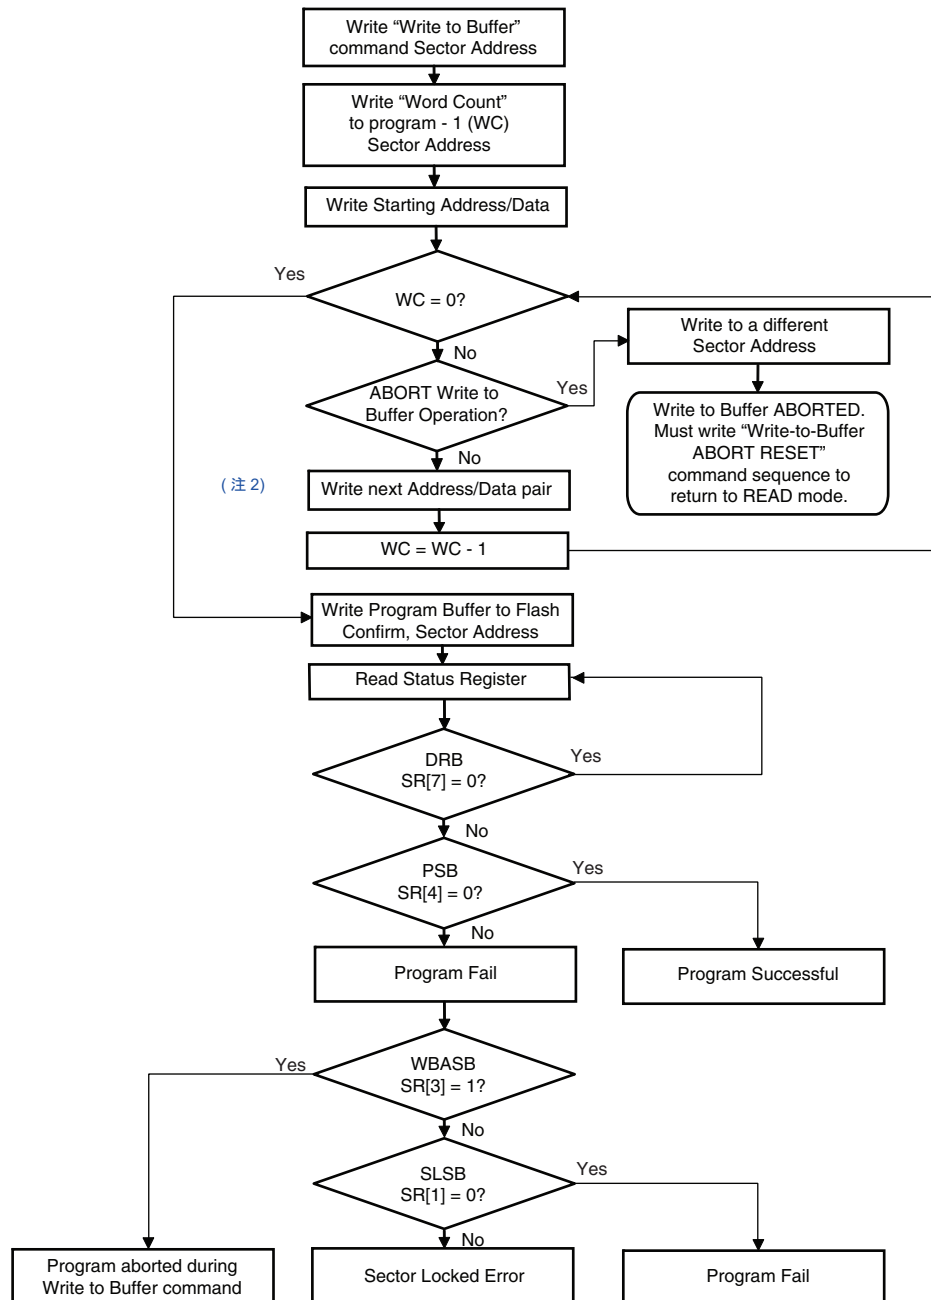 Write “Write to Buffer”
command Sector Address
Write “Word Count”
to program - 1 (WC)
Sector Address
Write Starting Address/Data
Yes
WC = 0?
No
Write to a different
Sector Address
ABORT Write to
Buffer Operation?
Yes
Write to Buffer ABORTED.
Must write “Write-to-Buffer
ABORT RESET”
command sequence to
return to READ mode.
No
(注 2)
Write next Address/Data pair
WC = WC - 1
Write Program Buffer to Flash
Confirm, Sector Address
Read Status Register
DRB
SR[7] = 0?
Yes
No
PSB
SR[4] = 0?
Yes
No
Program Fail
Program Successful
Yes
WBASB
SR[3] = 1?
No
SLSB
SR[1] = 0?
Yes
No
Program aborted during
Write to Buffer command
Sector Locked Error
Program Fail